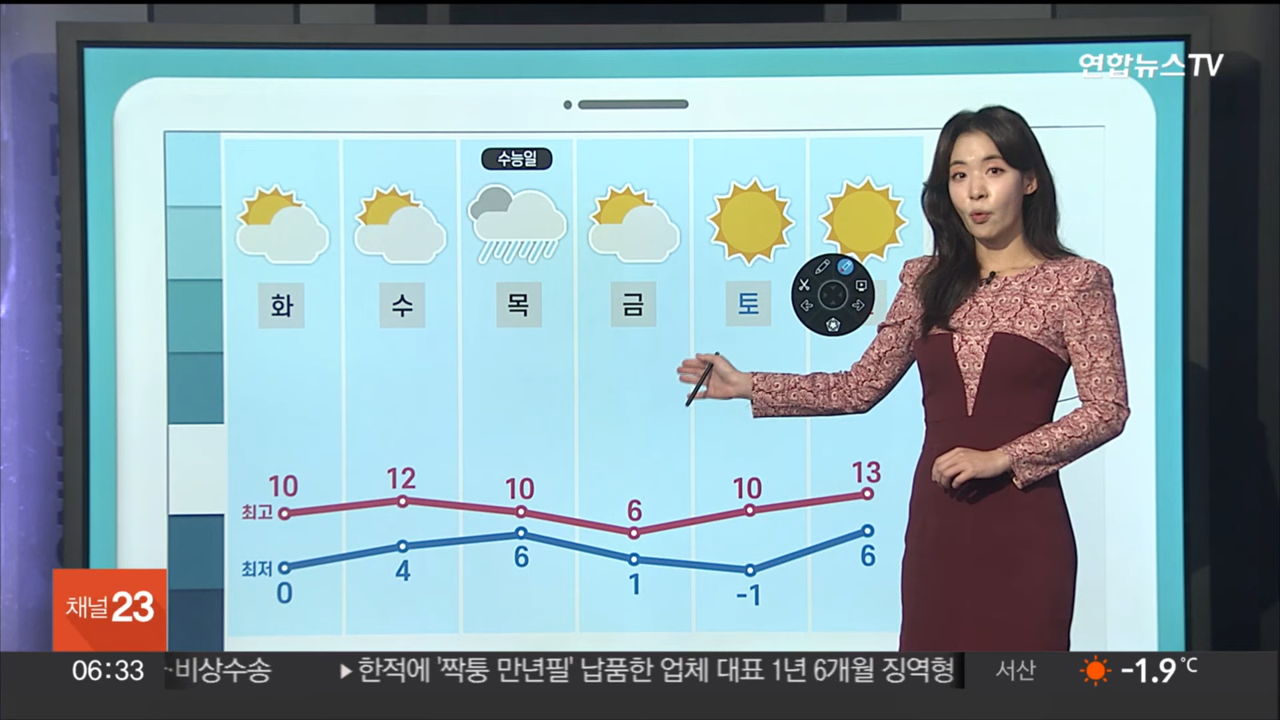 연합뉴스TV
수능일
화 수 목 금 토
10 12 10 6 10 13
최고
최저
0 4 6 1 -1 6
채널 23
06:33 비상수송 ▶한적에 '짝퉁 만년필' 납품한 업체 대표 1년 6개월 징역형 서산 -1.9℃